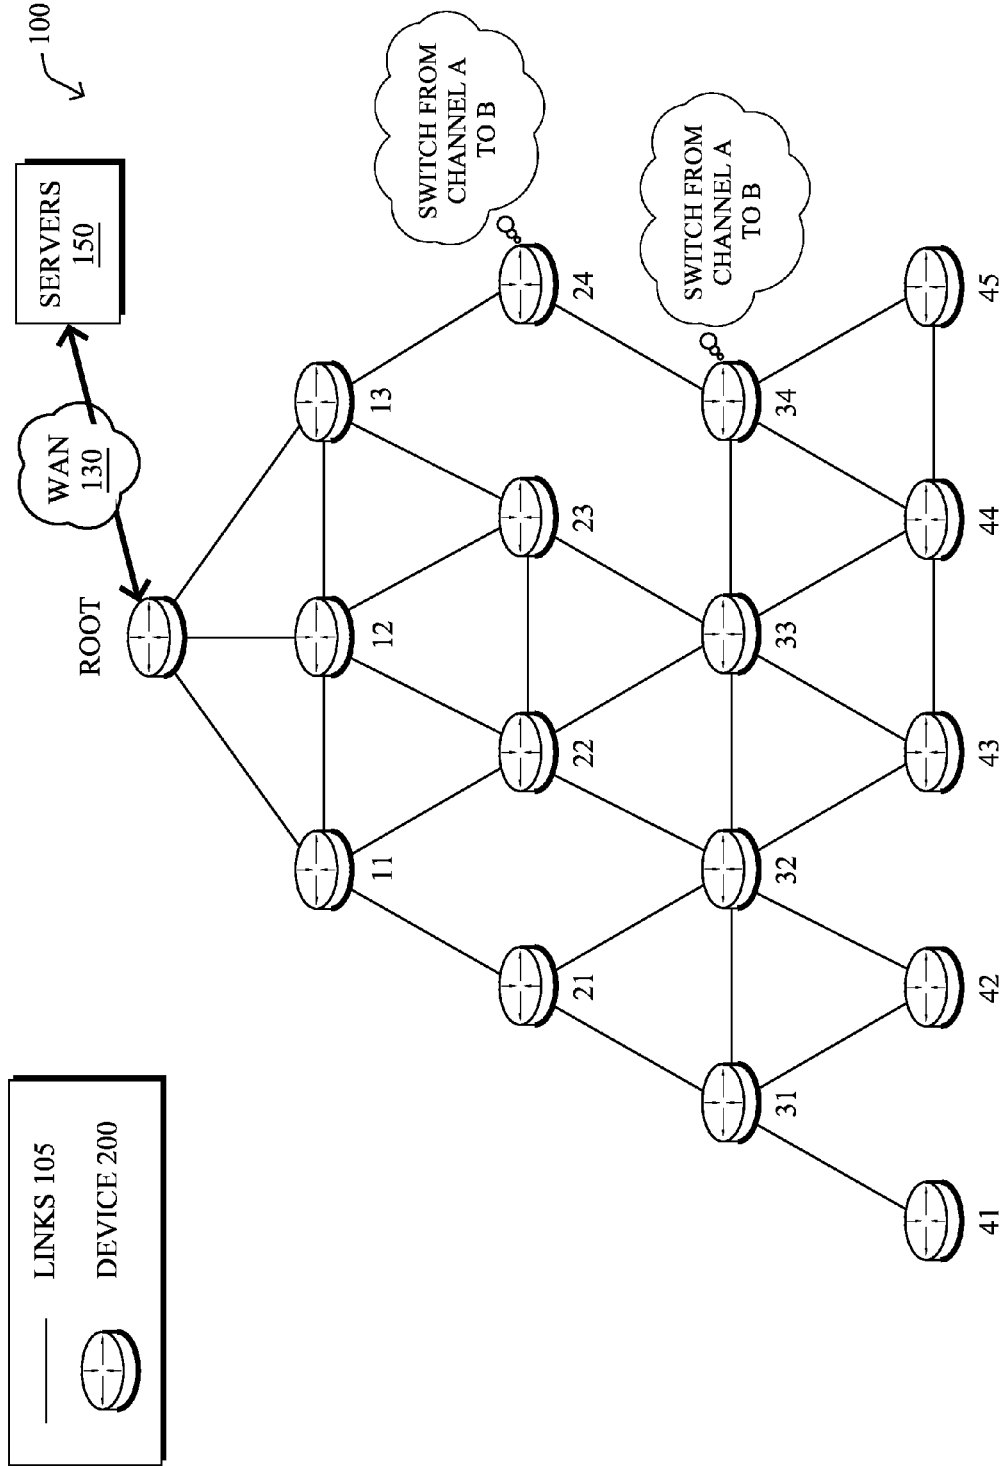 100
SERVERS
150
WAN
130
ROOT
11
12
13
21
22
23
24
31
32
33
34
41
42
43
44
45
SWITCH FROM
CHANNEL A
TO B
SWITCH FROM
CHANNEL A
TO B
LINKS 105
DEVICE 200